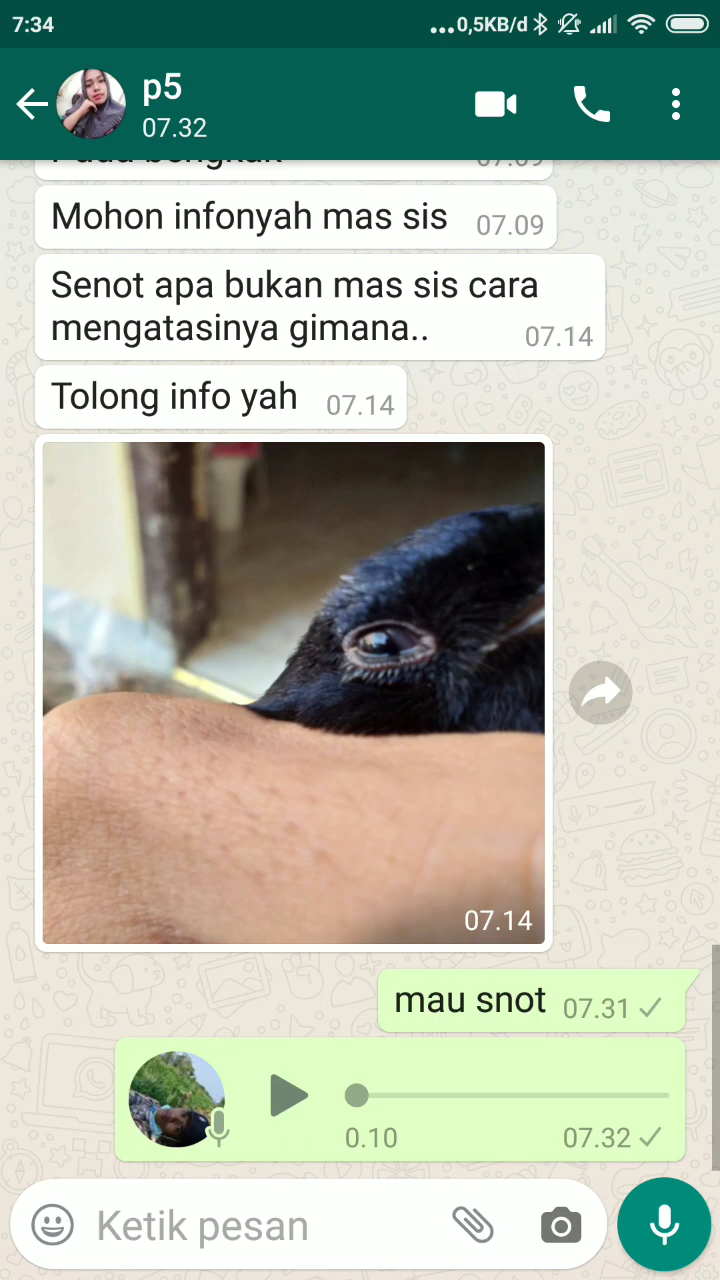 7:34
...0,5KB/d
p5
07.32
07.09
Mohon infonyah mas sis 07.09
Senot apa bukan mas sis cara
mengatasinya gimana.. 07.14
Tolong info yah 07.14
07.14
mau snot 07.31
0.10 07.32
Ketik pesan